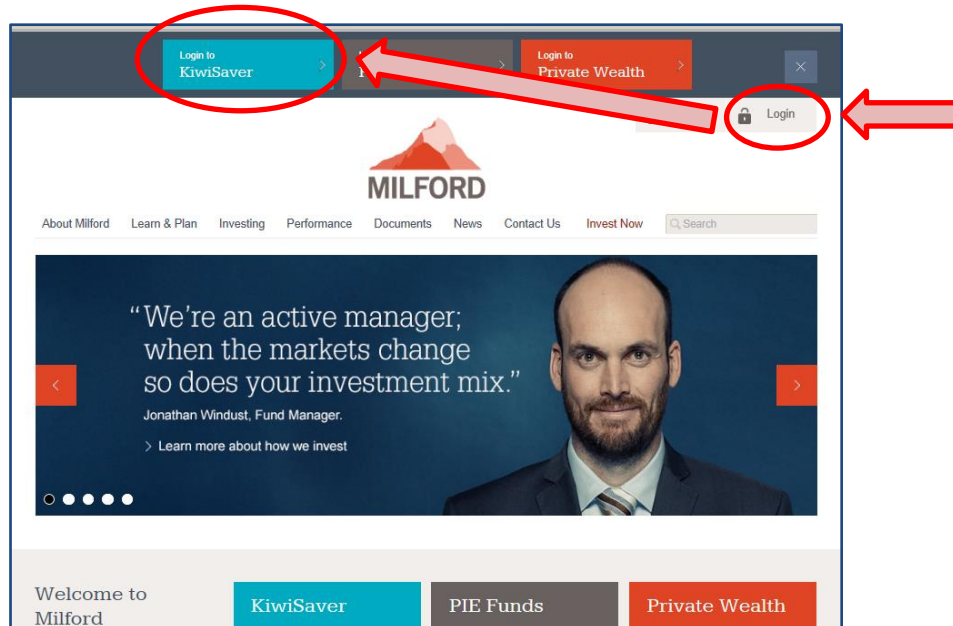 Login to
KiwiSaver
Login to
Private Wealth
Login
MILFORD
About Milford Learn & Plan Investing Performance Documents News Contact Us Invest Now Search
“We’re an active manager;
when the markets change
so does your investment mix.”
Jonathan Windust, Fund Manager.
> Learn more about how we invest
Welcome to
Milford
KiwiSaver
PIE Funds
Private Wealth